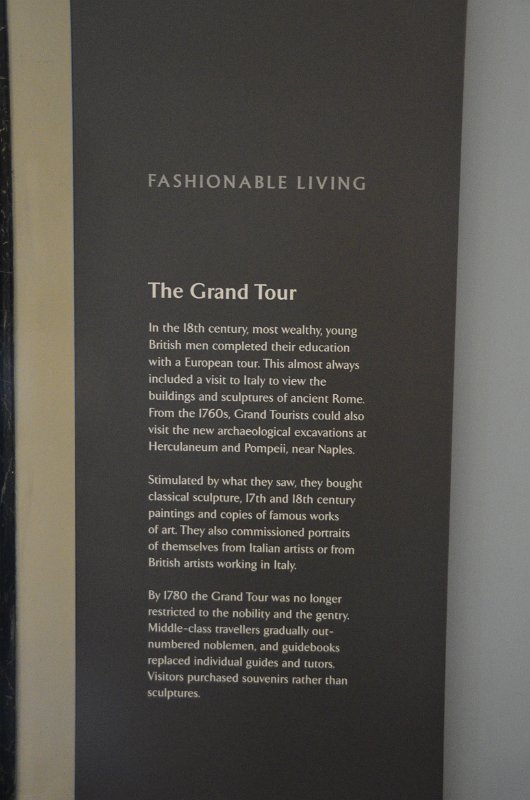 FASHIONABLE LIVING
The Grand Tour
In the 18th century, most wealthy, young
British men completed their education
with a European tour. This almost always
included a visit to Italy to view the
buildings and sculptures of ancient Rome.
From the 1760s, Grand Tourists could also
visit the new archaeological excavations at
Herculaneum and Pompeii, near Naples.
Stimulated by what they saw, they bought
classical sculpture, 17th and 18th century
paintings and copies of famous works
of art. They also commissioned portraits
of themselves from Italian artists or from
British artists working in Italy.
By 1780 the Grand Tour was no longer
restricted to the nobility and the gentry.
Middle-class travellers gradually out-
numbered noblemen, and guidebooks
replaced individual guides and tutors.
Visitors purchased souvenirs rather than
sculptures.